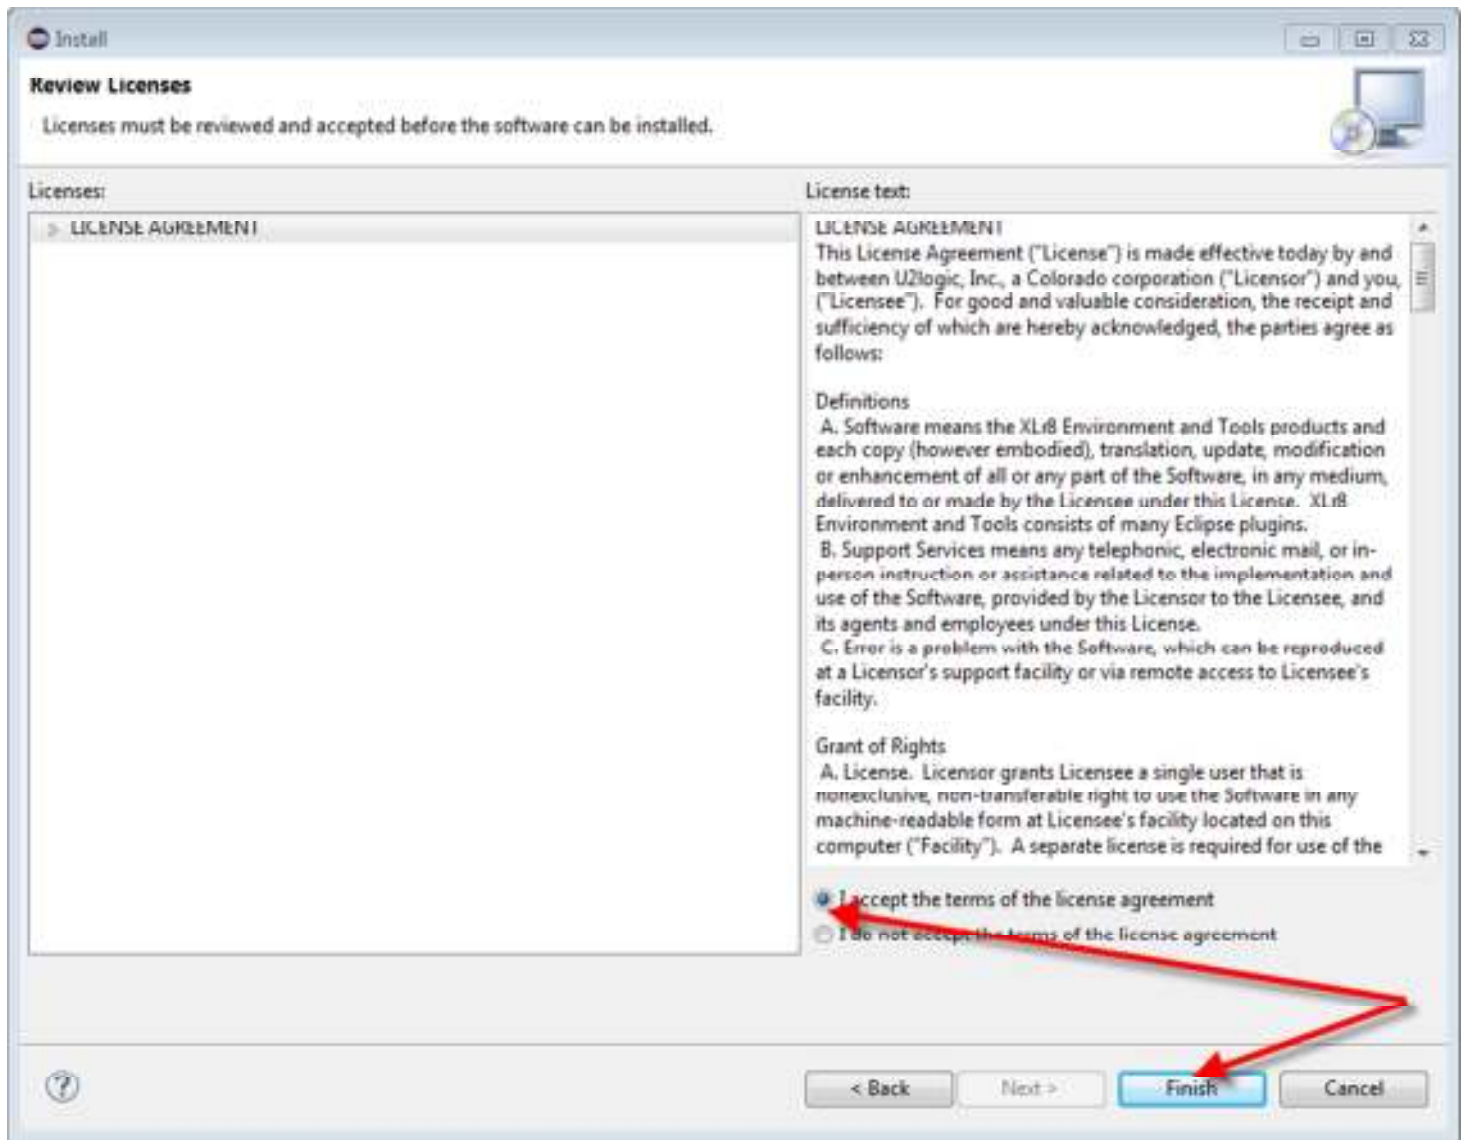 Install
Review Licenses
Licenses must be reviewed and accepted before the software can be installed.
Licenses:
LICENSE AGREEMENT
License text:
LICENSE AGREEMENT
This License Agreement ("License") is made effective today by and
between U2logic, Inc., a Colorado corporation ("Licensor") and you,
("Licensee").  For good and valuable consideration, the receipt and
sufficiency of which are hereby acknowledged, the parties agree as
follows:
Definitions
A. Software means the XLr8 Environment and Tools products and
each copy (however embodied), translation, update, modification
or enhancement of all or any part of the Software, in any medium,
delivered to or made by the Licensee under this License.  XLr8
Environment and Tools consists of many Eclipse plugins.
B. Support Services means any telephonic, electronic mail, or in-
person instruction or assistance related to the implementation and
use of the Software, provided by the Licensor to the Licensee, and
its agents and employees under this License.
C. Error is a problem with the Software, which can be reproduced
at a Licensor's support facility or via remote access to Licensee's
facility.
Grant of Rights
A. License.  Licensor grants Licensee a single user that is
nonexclusive, non-transferable right to use the Software in any
machine-readable form at Licensee's facility located on this
computer ("Facility").  A separate license is required for use of the
I accept the terms of the license agreement
I do not accept the terms of the license agreement
< Back
Next >
Finish
Cancel